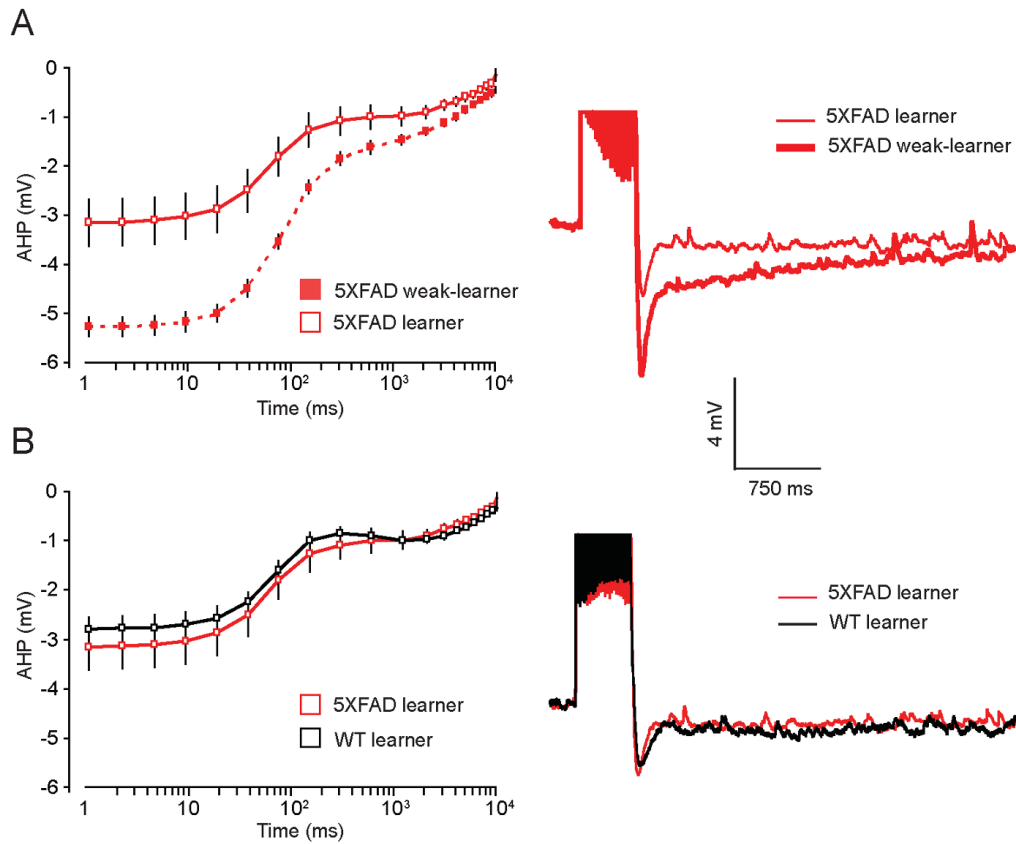 A
0
-1
-2
-3
-4
-5
-6
AHP (mV)
5XFAD weak-learner
5XFAD learner
1
10
10²
10³
10⁴
Time (ms)
5XFAD learner
5XFAD weak-learner
4 mV
750 ms
B
0
-1
-2
-3
-4
-5
-6
AHP (mV)
5XFAD learner
WT learner
1
10
10²
10³
10⁴
Time (ms)
5XFAD learner
WT learner